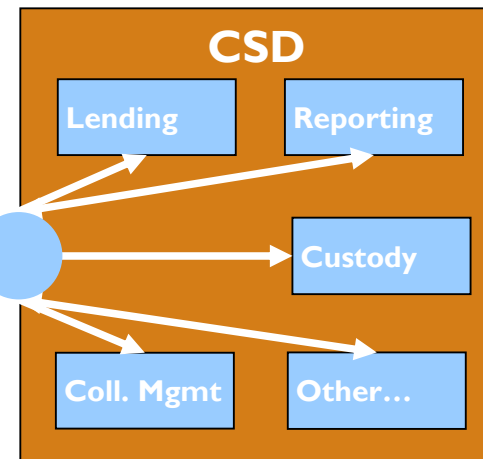 CSD
Lending
Reporting
Custody
Coll. Mgmt
Other…